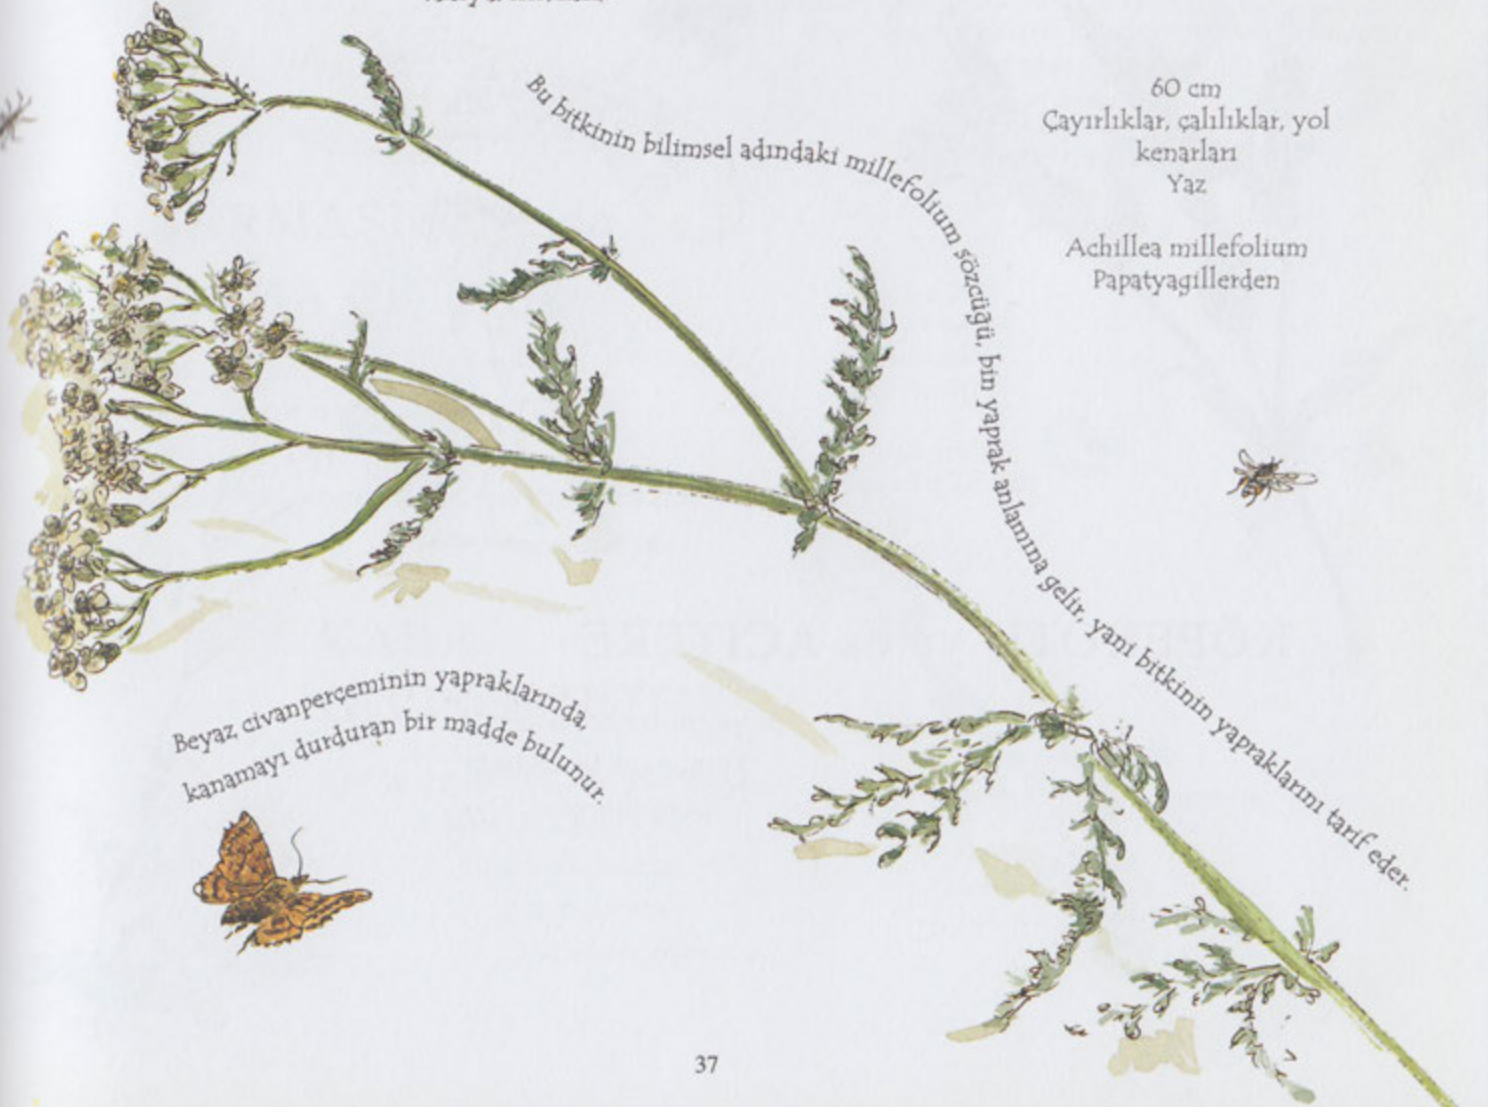 Bu bitkinin bilimsel adındaki millefolium sözcüğü, bin yaprak anlamına gelir, yani bitkinin yapraklarını tarif eder.
60 cm
Çayırlıklar, çalılıklar, yol
kenarları
Yaz
Achillea millefolium
Papatyagillerden
Beyaz civanperçeminin yapraklarında,
kanamayı durduran bir madde bulunur.
37